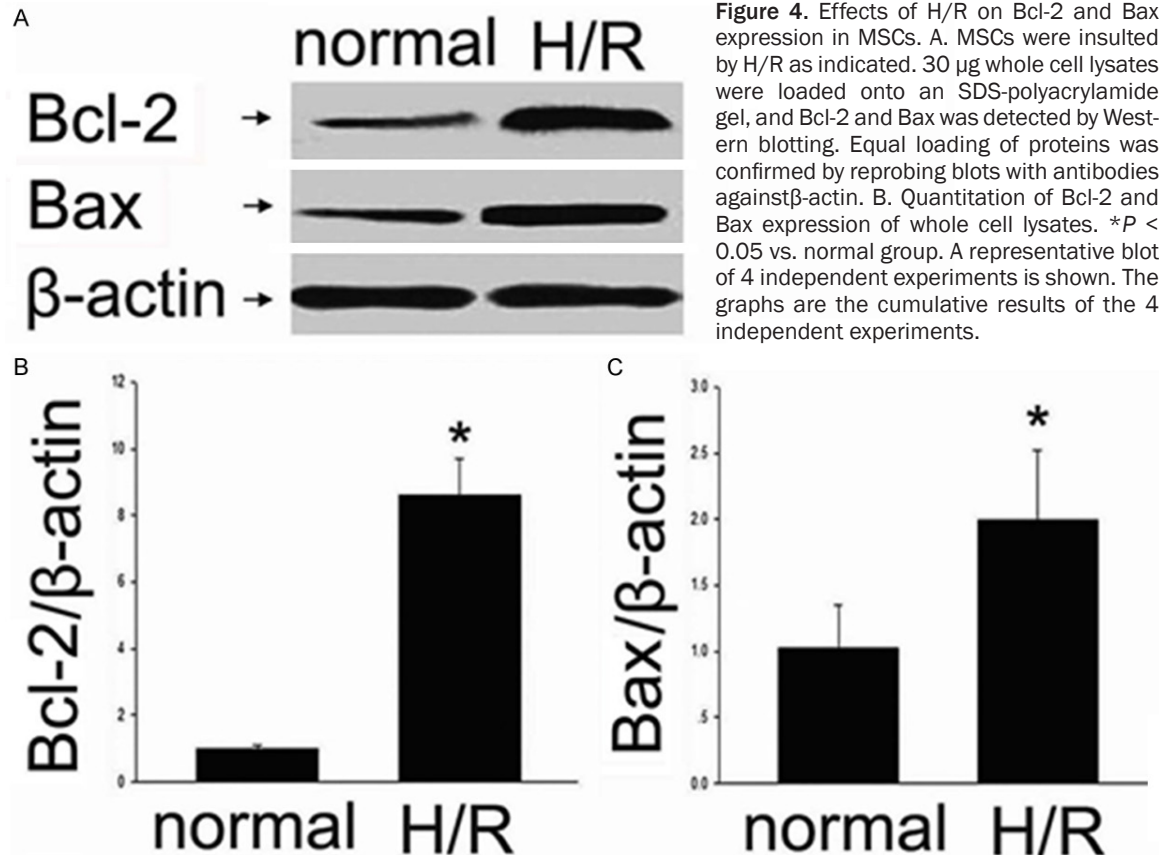 A
normal H/R
Bcl-2
Bax
β-actin
Figure 4. Effects of H/R on Bcl-2 and Bax
expression in MSCs. A. MSCs were insulted
by H/R as indicated. 30 µg whole cell lysates
were loaded onto an SDS-polyacrylamide
gel, and Bcl-2 and Bax was detected by West-
ern blotting. Equal loading of proteins was
confirmed by reprobing blots with antibodies
againstβ-actin. B. Quantitation of Bcl-2 and
Bax expression of whole cell lysates. *P <
0.05 vs. normal group. A representative blot
of 4 independent experiments is shown. The
graphs are the cumulative results of the 4
independent experiments.
B
Bcl-2/β-actin
12
10
8
6
4
2
0
*
normal H/R
C
Bax/β-actin
3.0
2.5
2.0
1.5
1.0
.5
0.0
*
normal H/R